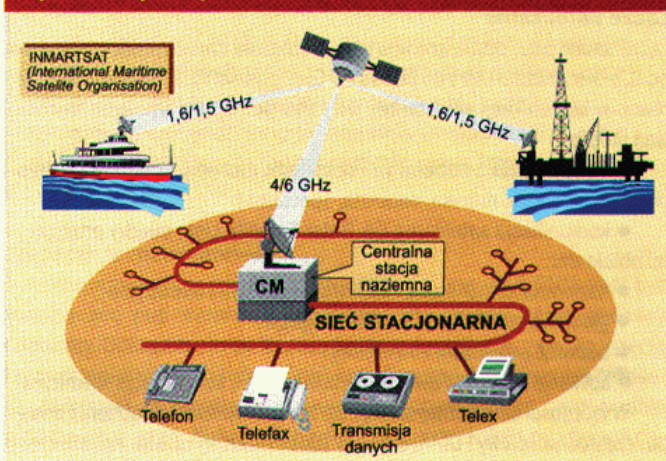 INMARTSAT
(International Maritime
Satelite Organisation)
1,6/1,5 GHz
1,6/1,5 GHz
4/6 GHz
Centralna
stacja
naziemna
CM
SIEĆ STACJONARNA
Telefon
Telefax
Transmisja
danych
Telex